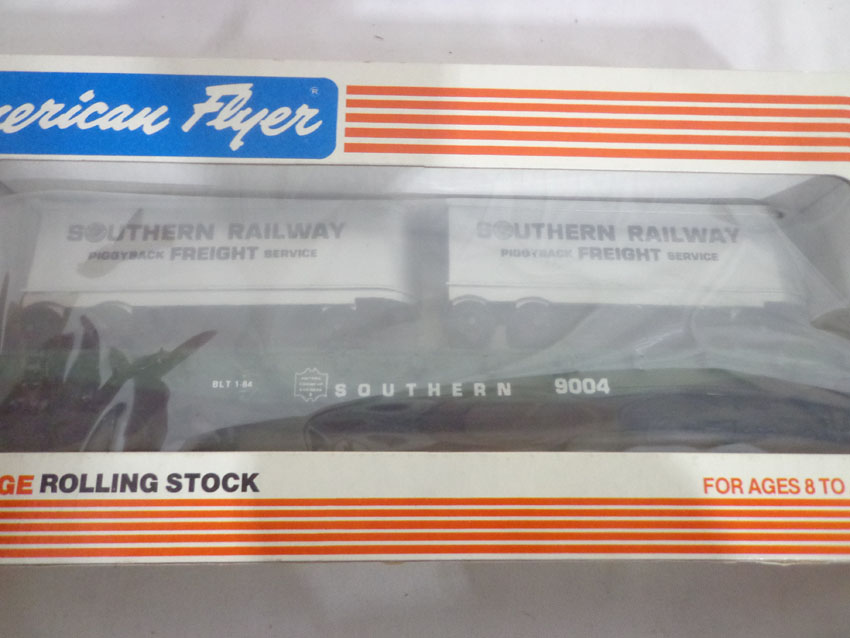 merican Flyer ®
SOUTHERN RAILWAY
PIGGYBACK FREIGHT SERVICE
SOUTHERN RAILWAY
PIGGYBACK FREIGHT SERVICE
BLT 1-84
SOUTHERN 9004
GE ROLLING STOCK
FOR AGES 8 TO